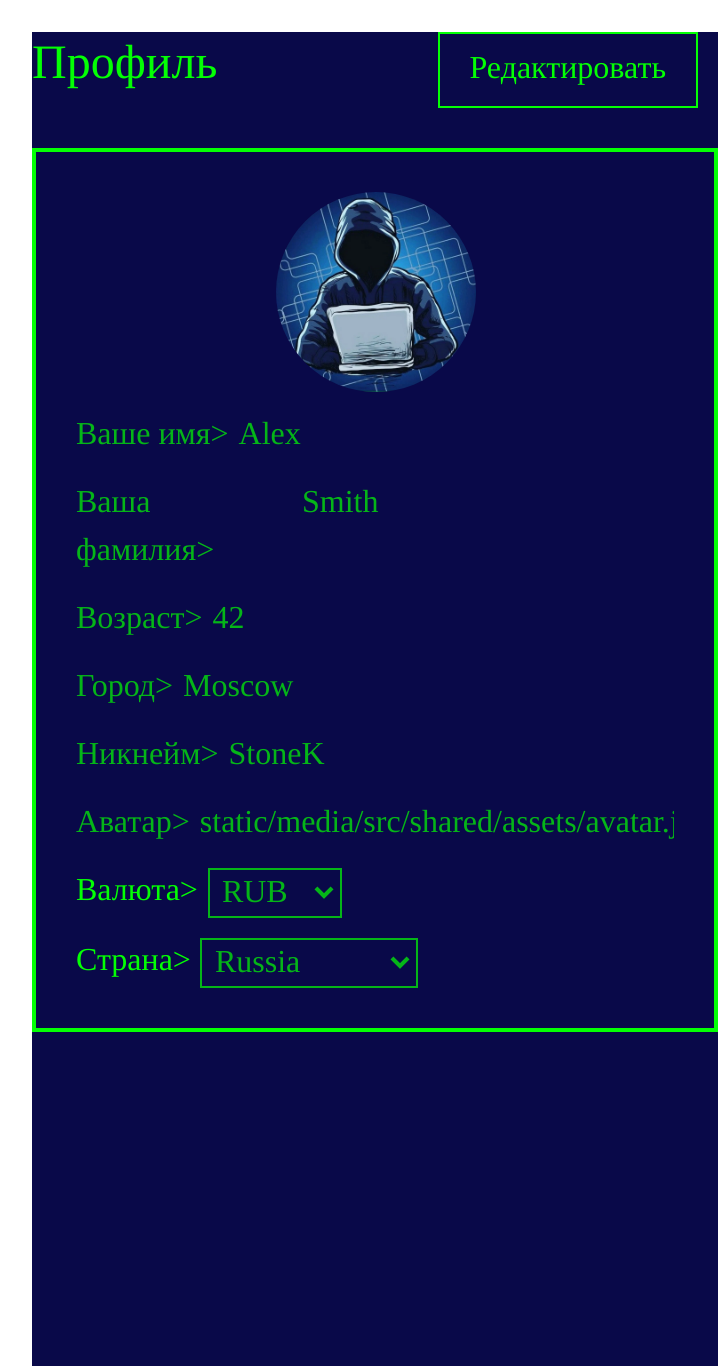 Профиль
Редактировать
Ваше имя> Alex
Ваша Smith
фамилия>
Возраст> 42
Город> Moscow
Никнейм> StoneK
Аватар> static/media/src/shared/assets/avatar.j
Валюта> RUB
Страна> Russia